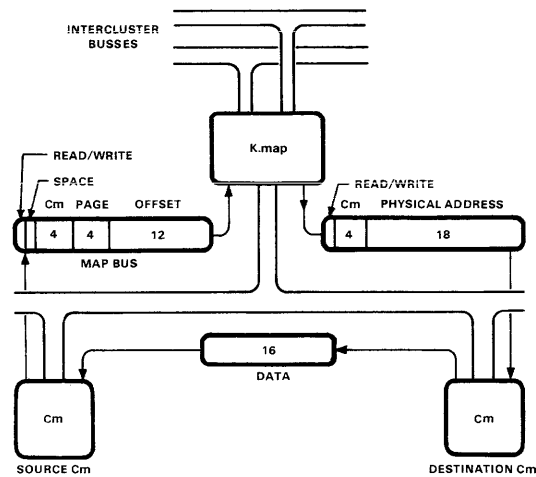 INTERCLUSTER
BUSSES
K.map
READ/WRITE
SPACE
Cm PAGE OFFSET
4 4 12
MAP BUS
READ/WRITE
Cm PHYSICAL ADDRESS
4 18
16
DATA
Cm
SOURCE Cm
Cm
DESTINATION Cm